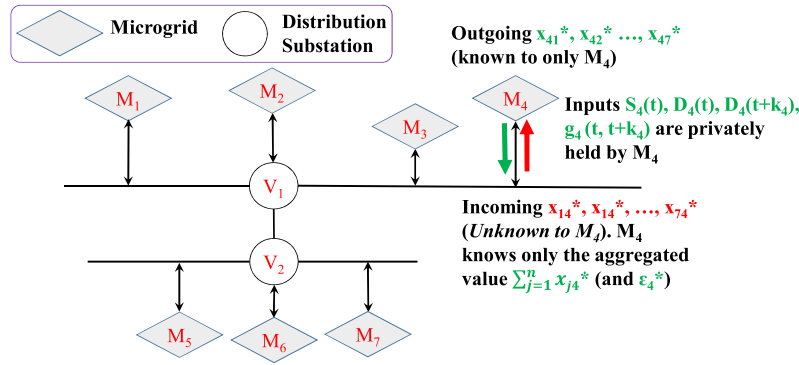 Microgrid
Distribution
Substation
Outgoing x₄₁*, x₄₂* …, x₄₇*
(known to only M₄)
M₁
M₂
M₃
M₄
Inputs S₄(t), D₄(t), D₄(t+k₄),
g₄ (t, t+k₄) are privately
held by M₄
V₁
Incoming x₁₄*, x₁₄*, …, x₇₄*
(Unknown to M₄). M₄
knows only the aggregated
value ∑ⁿⱼ₌₁ xⱼ₄* (and ε₄*)
V₂
M₅
M₆
M₇